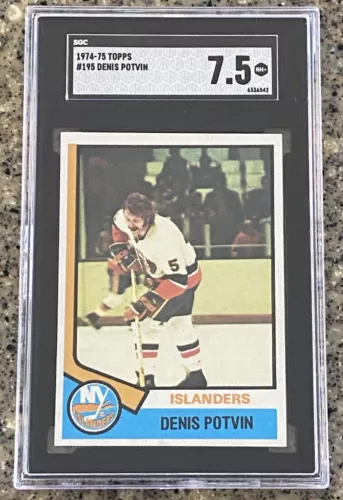 SGC
1974-75 TOPPS
#195 DENIS POTVIN
7.5 NM+
6336542
5
ISLANDERS
NY
ISLANDERS
DENIS POTVIN